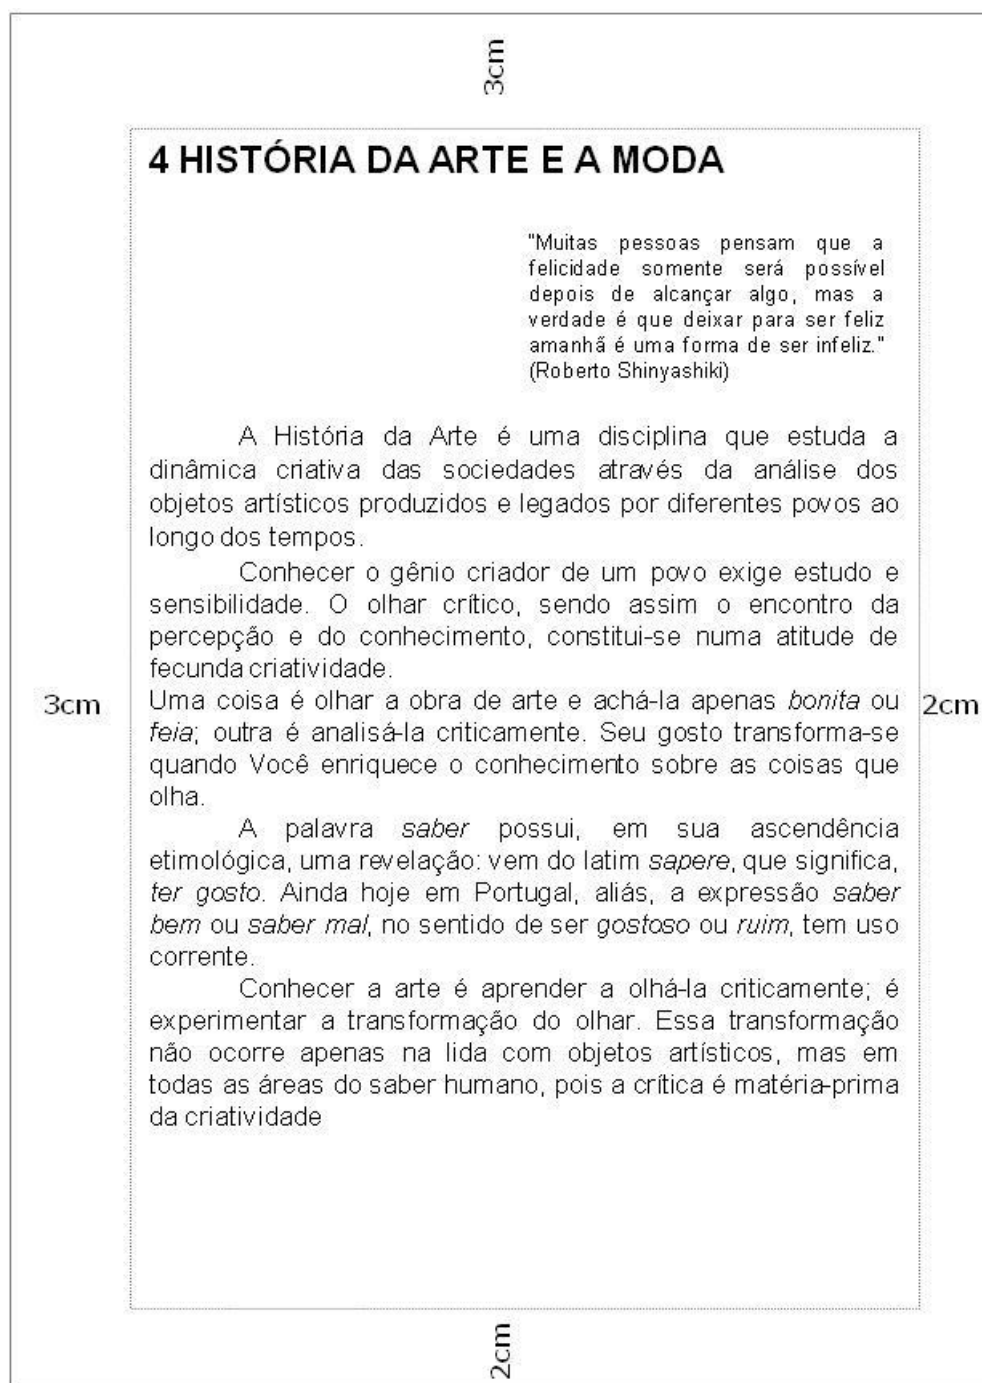 3cm
4 HISTÓRIA DA ARTE E A MODA
"Muitas pessoas pensam que a
felicidade somente será possível
depois de alcançar algo, mas a
verdade é que deixar para ser feliz
amanhã é uma forma de ser infeliz."
(Roberto Shinyashiki)
A História da Arte é uma disciplina que estuda a
dinâmica criativa das sociedades através da análise dos
objetos artísticos produzidos e legados por diferentes povos ao
longo dos tempos.
Conhecer o gênio criador de um povo exige estudo e
sensibilidade. O olhar crítico, sendo assim o encontro da
percepção e do conhecimento, constitui-se numa atitude de
fecunda criatividade.
3cm
Uma coisa é olhar a obra de arte e achá-la apenas bonita ou
2cm
feia; outra é analisá-la criticamente. Seu gosto transforma-se
quando Você enriquece o conhecimento sobre as coisas que
olha.
A palavra saber possui, em sua ascendência
etimológica, uma revelação: vem do latim sapere, que significa,
ter gosto. Ainda hoje em Portugal, aliás, a expressão saber
bem ou saber mal, no sentido de ser gostoso ou ruim, tem uso
corrente.
Conhecer a arte é aprender a olhá-la criticamente; é
experimentar a transformação do olhar. Essa transformação
não ocorre apenas na lida com objetos artísticos, mas em
todas as áreas do saber humano, pois a crítica é matéria-prima
da criatividade
2cm